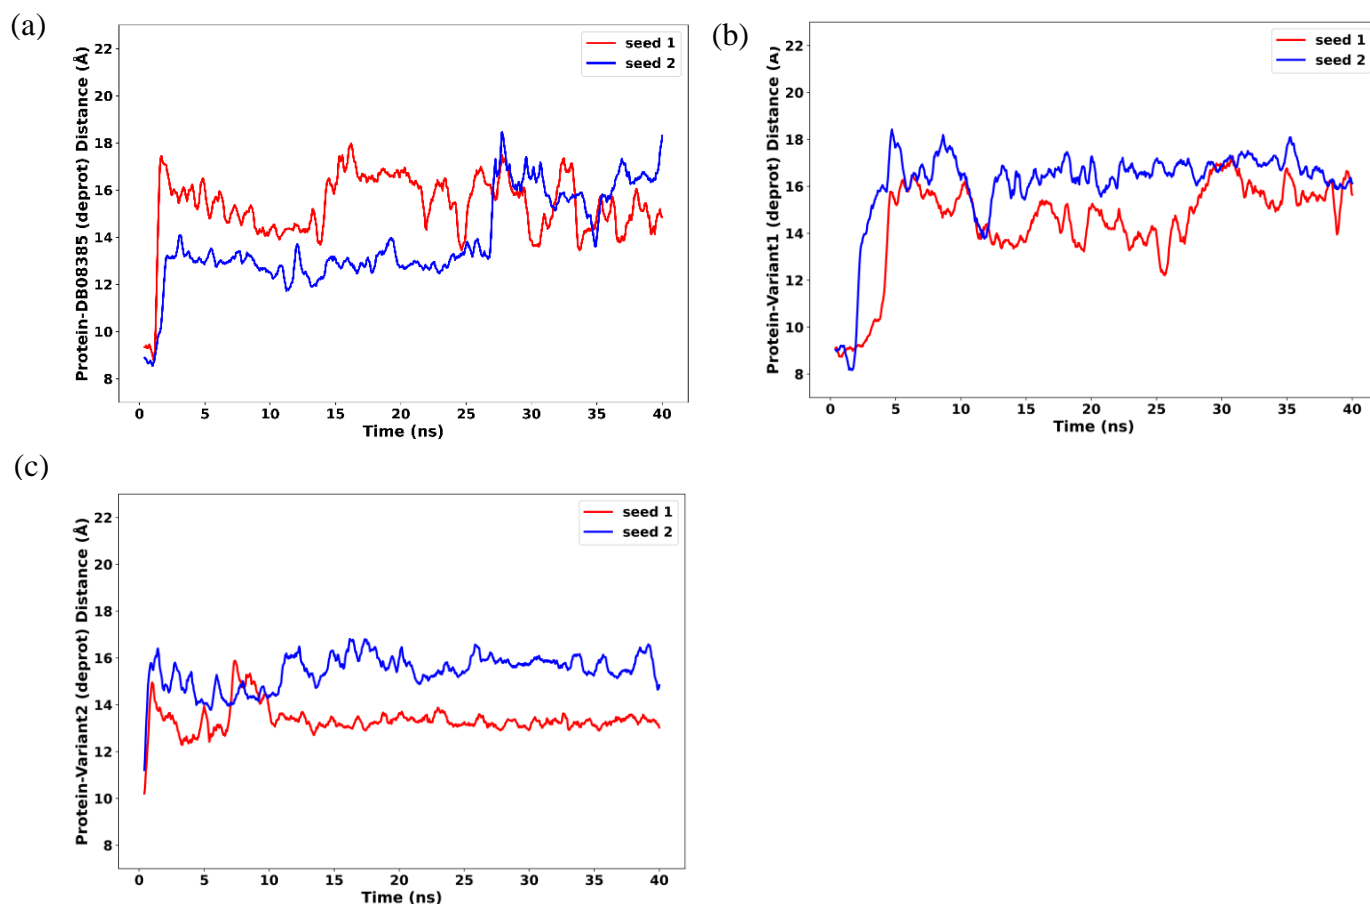 (a)
Protein-DB08385 (deprot) Distance (Å)
22
20
18
16
14
12
10
8
seed 1
seed 2
0 5 10 15 20 25 30 35 40
Time (ns)
(b)
Protein-Variant1 (deprot) Distance (A)
22
20
18
16
14
12
10
8
seed 1
seed 2
0 5 10 15 20 25 30 35 40
Time (ns)
(c)
Protein-Variant2 (deprot) Distance (Å)
22
20
18
16
14
12
10
8
seed 1
seed 2
0 5 10 15 20 25 30 35 40
Time (ns)